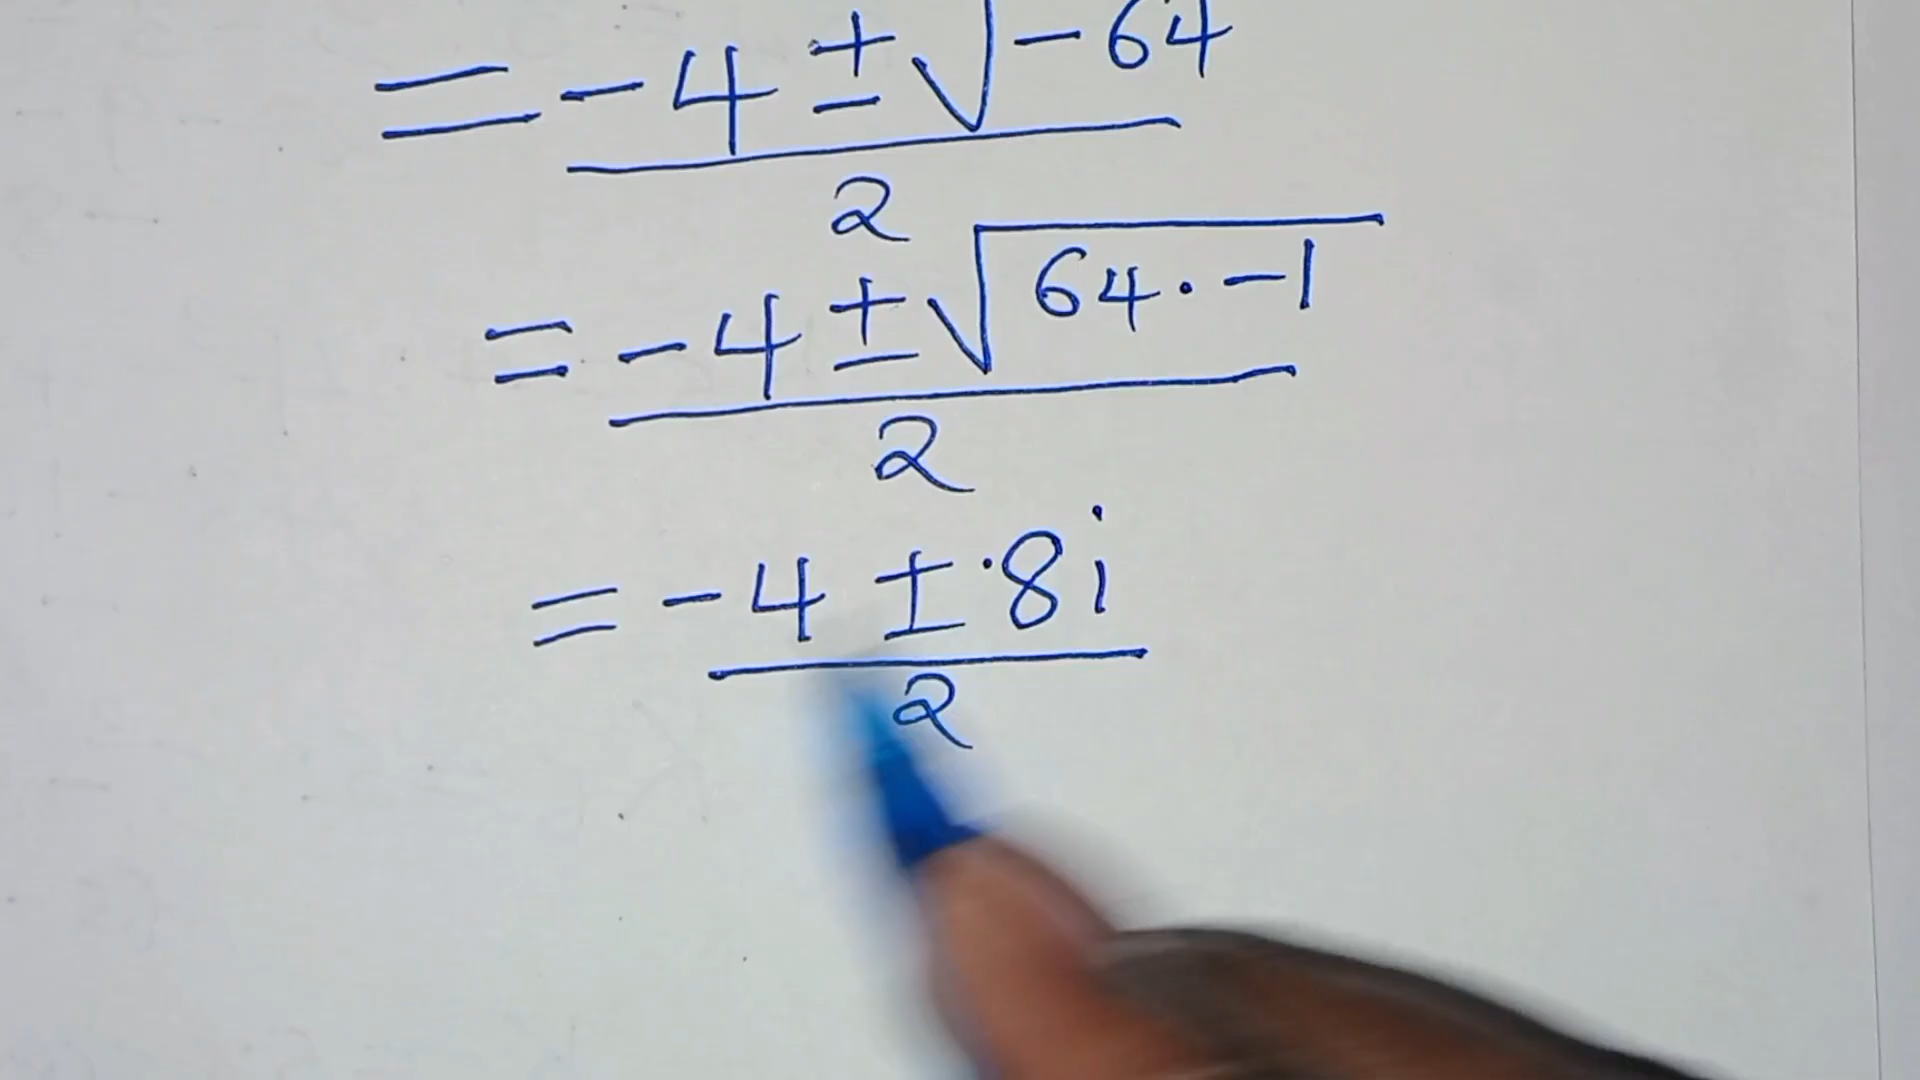 = -4 ± √-64 / 2
= -4 ± √64 · -1 / 2
= -4 ± ·8i / 2